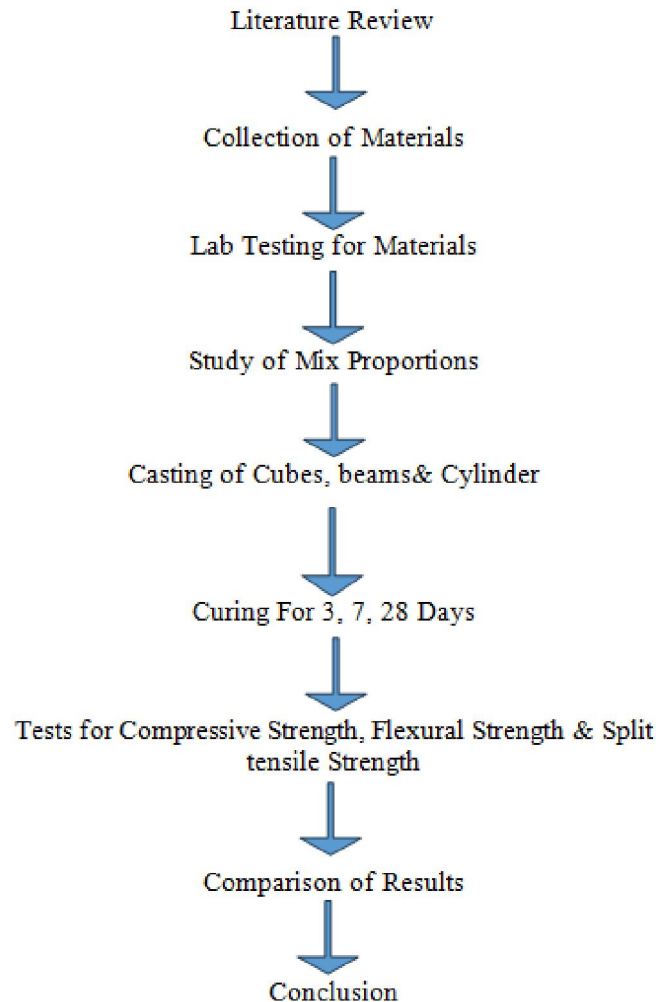 Literature Review
Collection of Materials
Lab Testing for Materials
Study of Mix Proportions
Casting of Cubes, beams& Cylinder
Curing For 3, 7, 28 Days
Tests for Compressive Strength, Flexural Strength & Split
tensile Strength
Comparison of Results
Conclusion